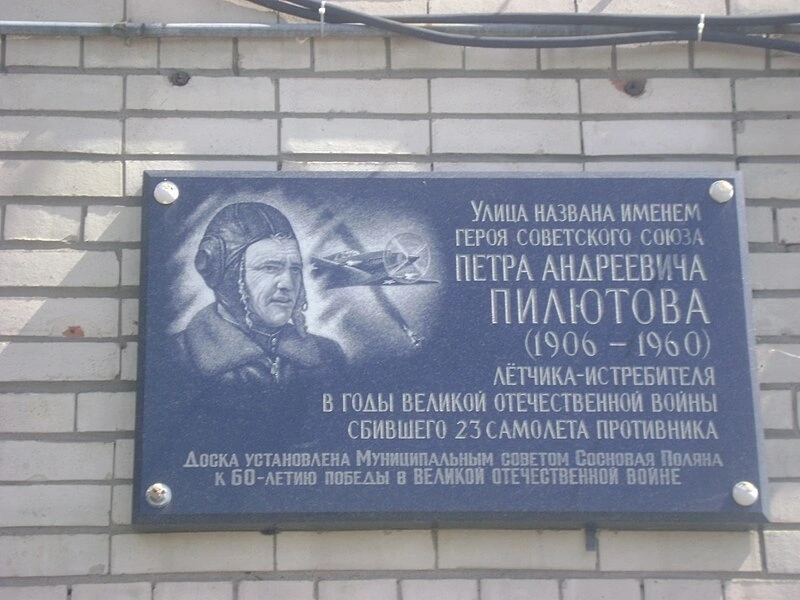 Улица названа именем
Героя Советского Союза
Петра Андреевича
Пилютова
(1906 – 1960)
лётчика-истребителя
в годы Великой Отечественной войны
сбившего 23 самолета противника
Доска установлена Муниципальным советом Сосновая Поляна
к 60-летию победы в Великой Отечественной войне